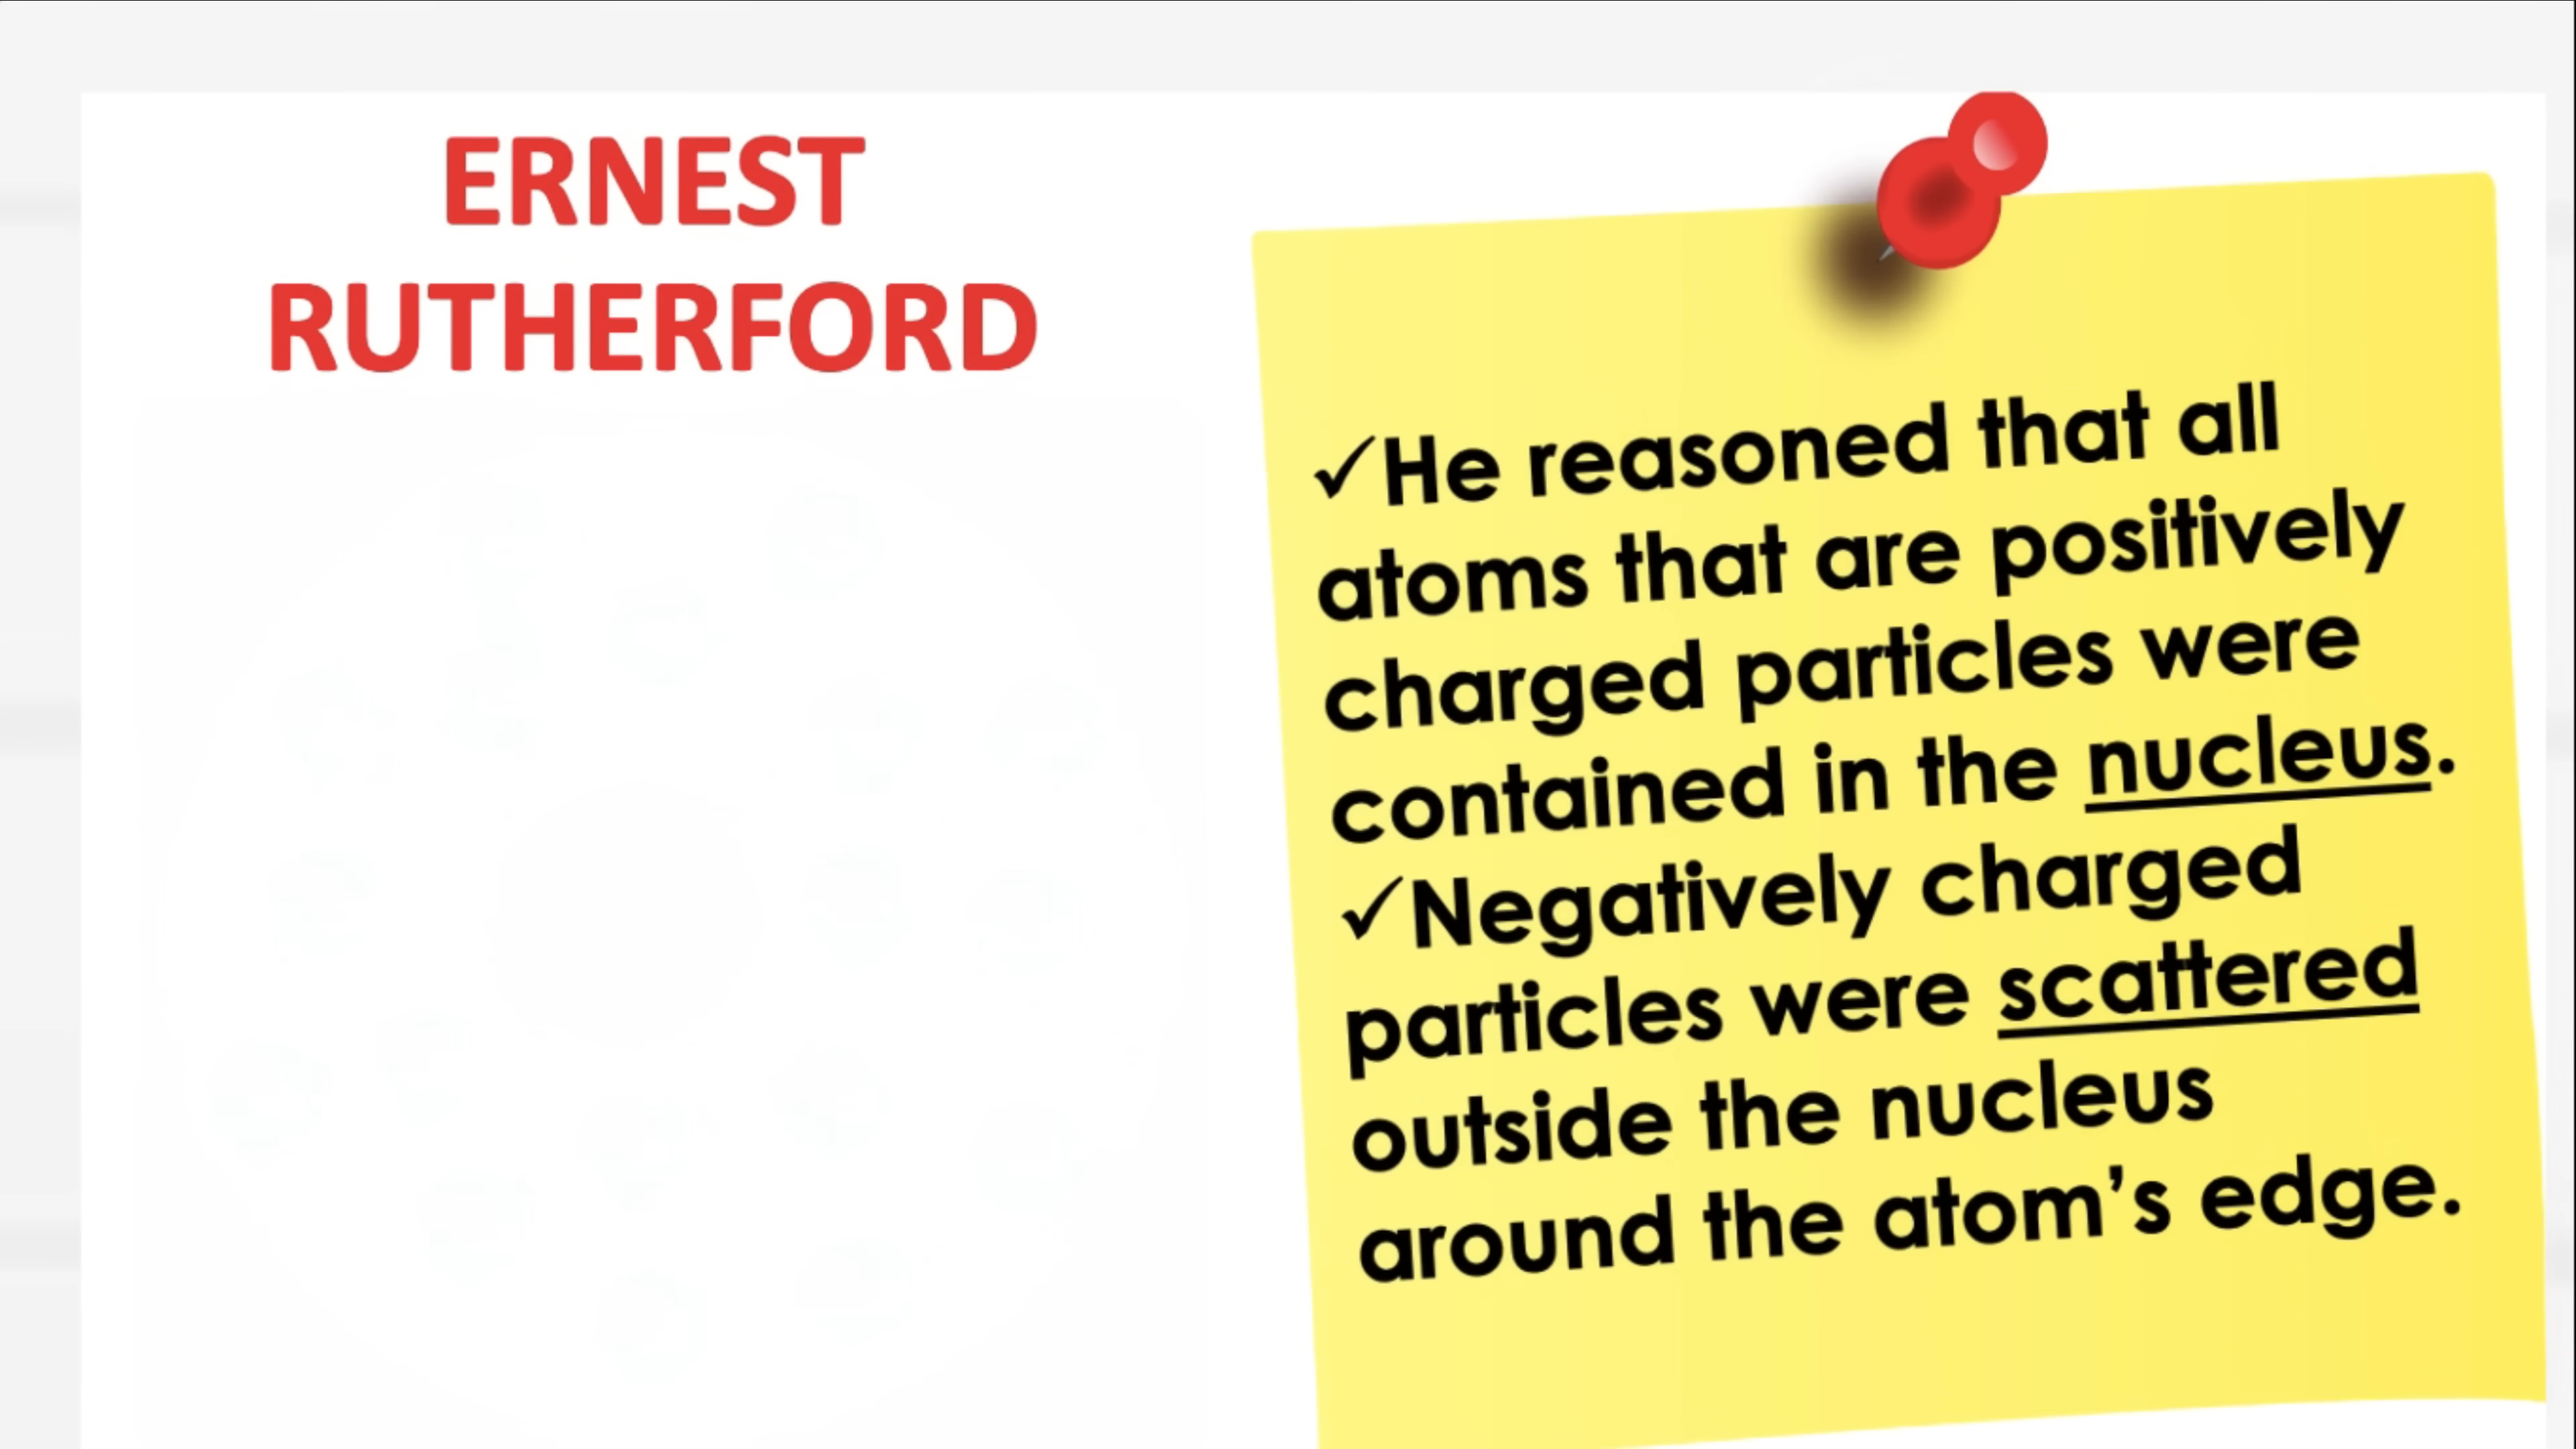 ERNEST
RUTHERFORD
✓He reasoned that all
atoms that are positively
charged particles were
contained in the nucleus.
✓Negatively charged
particles were scattered
outside the nucleus
around the atom’s edge.